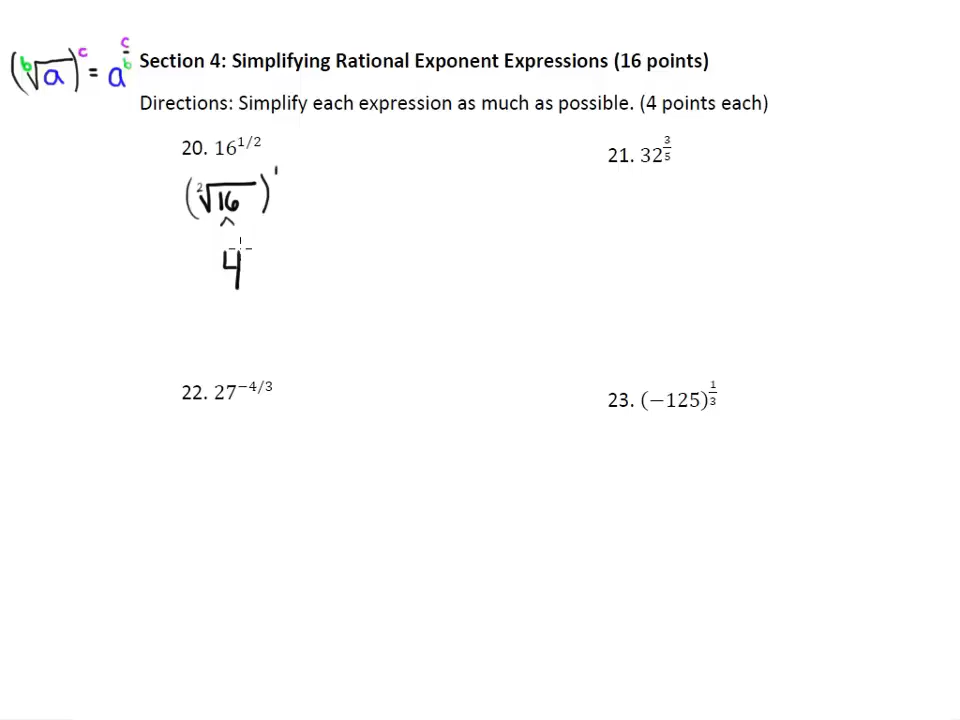 (ᵇ√a)ᶜ = a^(c/b)
Section 4: Simplifying Rational Exponent Expressions (16 points)
Directions: Simplify each expression as much as possible. (4 points each)
20. 16^(1/2)
21. 32^(3/5)
(²√16)¹
4
22. 27^(−4/3)
23. (−125)^(1/3)